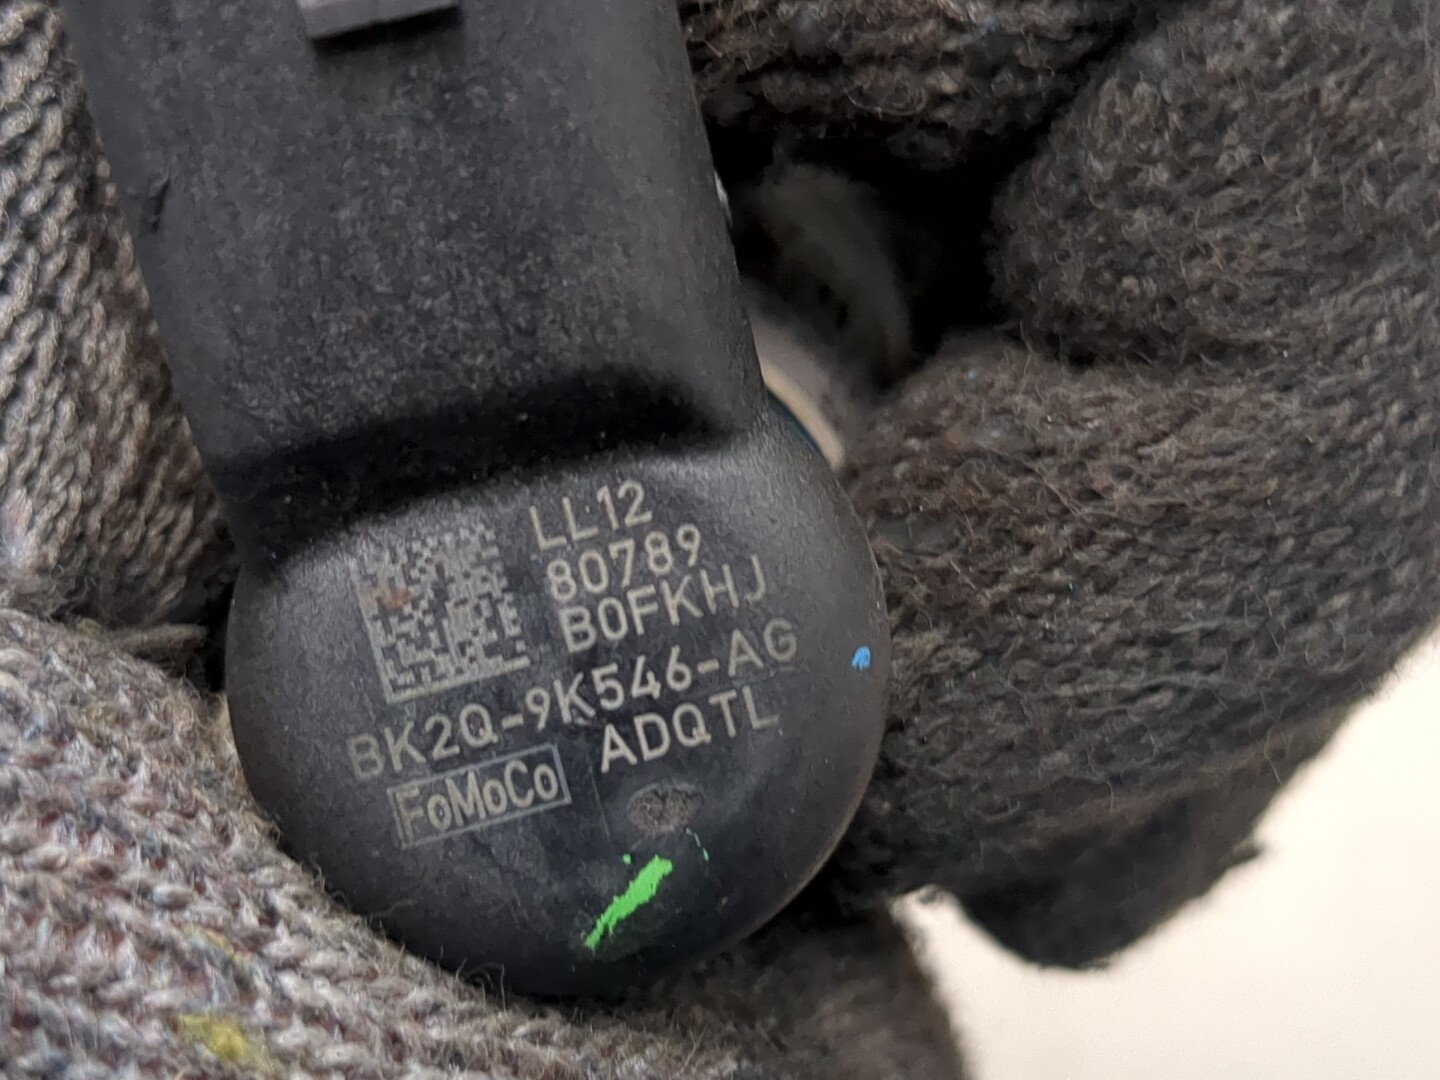 LL12
80789
B0FKHJ
BK2Q-9K546-AG
FoMoCo ADQTL